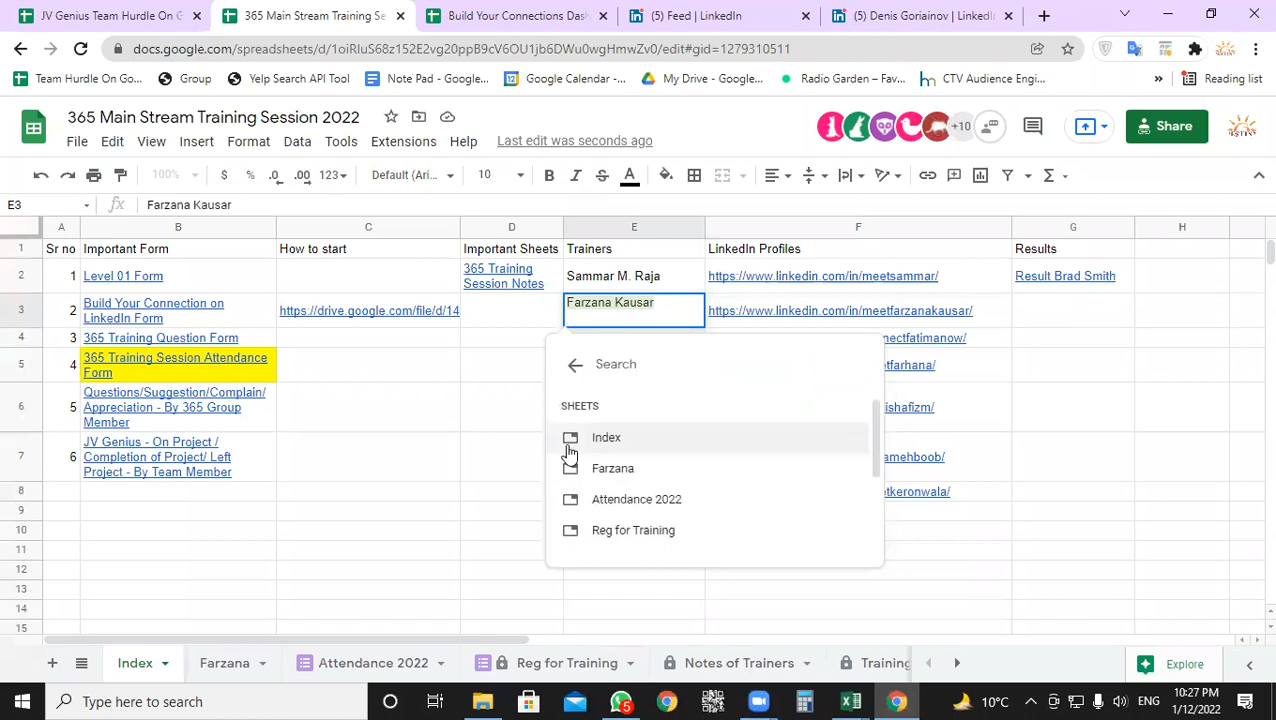 JV Genius Team Hurdle On G
365 Main Stream Training Se
Build Your Connections Das
(5) Feed | LinkedIn
(5) Denis Goriainov | LinkedIn
docs.google.com/spreadsheets/d/1oiRluS68z152E2vg20pjB9cV6OU1jb6DWu0wgHmwZv0/edit#gid=1279310511
Team Hurdle On Go...
Group
Yelp Search API Tool
Note Pad - Google...
Google Calendar -...
My Drive - Google...
Radio Garden – Fav...
CTV Audience Engi...
»
Reading list
365 Main Stream Training Session 2022
+10
Share
File Edit View Insert Format Data Tools Extensions Help Last edit was seconds ago
100% $ % .0 .00 123 Default (Ari... 10 B I S A Σ
E3 fx Farzana Kausar
A B C D E F G H
1 Sr no Important Form How to start Important Sheets Trainers LinkedIn Profiles Results
2 1 Level 01 Form 365 Training Session Notes Sammar M. Raja https://www.linkedin.com/in/meetsammar/ Result Brad Smith
3 2 Build Your Connection on LinkedIn Form https://drive.google.com/file/d/14 Farzana Kausar https://www.linkedin.com/in/meetfarzanakausar/
4 3 365 Training Question Form nectfatimanow/
5 4 365 Training Session Attendance Form etfarhana/
6 5 Questions/Suggestion/Complain/ Appreciation - By 365 Group Member ishafizm/
7 6 JV Genius - On Project / Completion of Project/ Left Project - By Team Member amehboob/
8 etkeronwala/
9
10
11
12
13
14
15
Search
SHEETS
Index
Farzana
Attendance 2022
Reg for Training
Index Farzana Attendance 2022 Reg for Training Notes of Trainers Training Explore
Type here to search
5
10°C
ENG
10:27 PM
1/12/2022